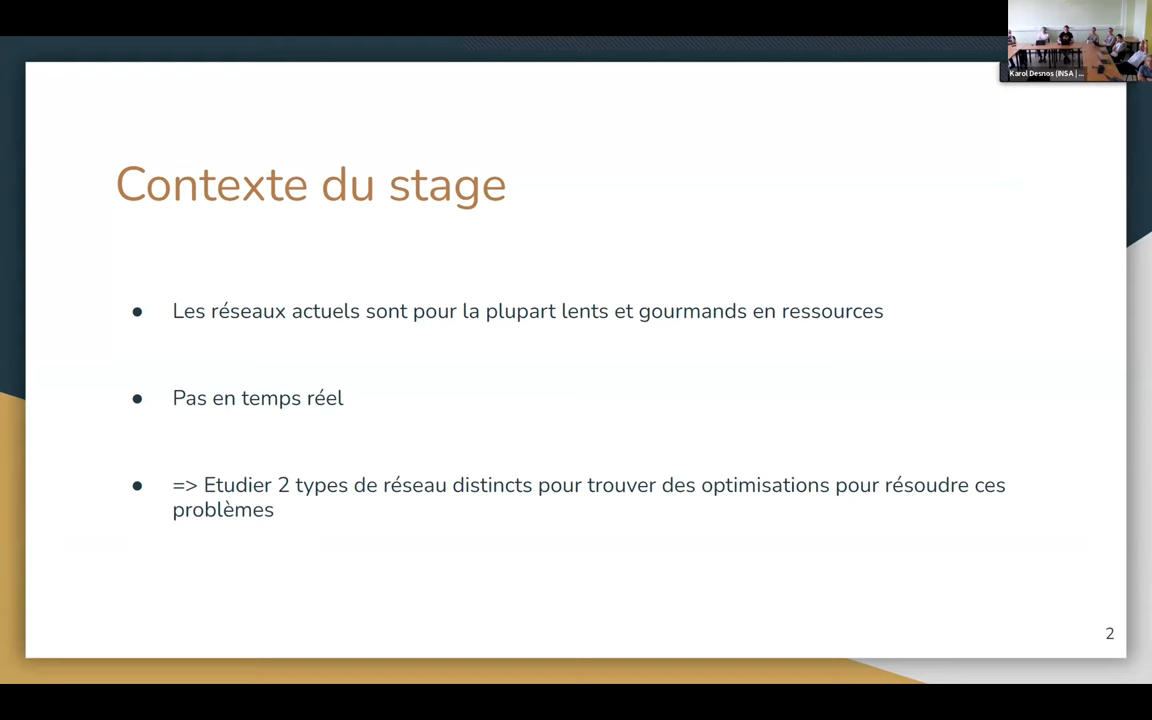 Karol Desnos (INSA | ...
Contexte du stage
● Les réseaux actuels sont pour la plupart lents et gourmands en ressources
● Pas en temps réel
● => Etudier 2 types de réseau distincts pour trouver des optimisations pour résoudre ces
problèmes
2